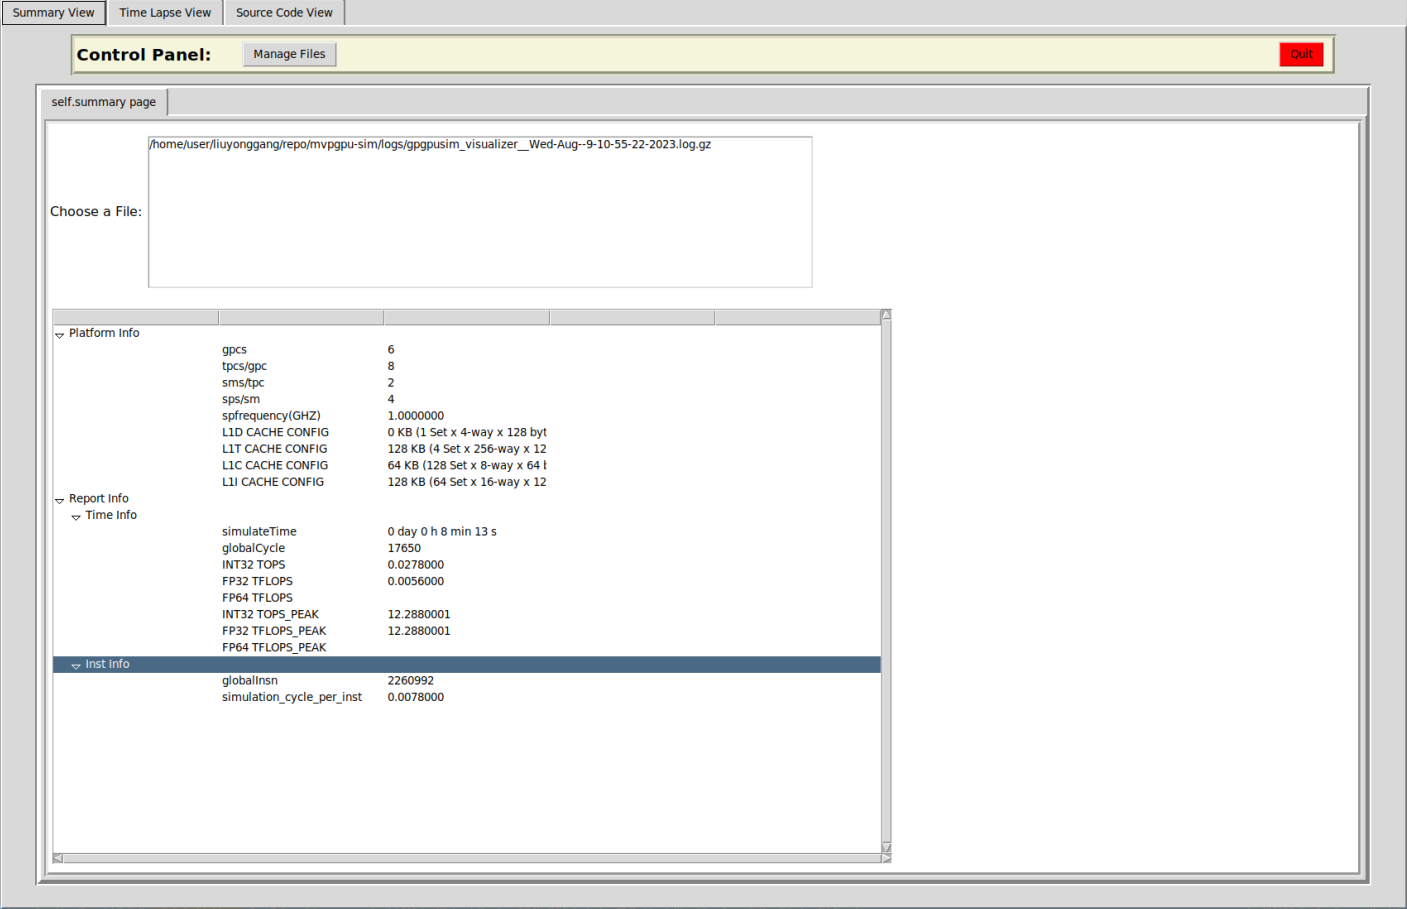 Summary View Time Lapse View Source Code View
Control Panel: Manage Files Quit
self.summary page
/home/user/liuyonggang/repo/mvpgpu-sim/logs/gpgpusim_visualizer__Wed-Aug--9-10-55-22-2023.log.gz
Choose a File:
Platform Info
gpcs 6
tpcs/gpc 8
sms/tpc 2
sps/sm 4
spfrequency(GHZ) 1.0000000
L1D CACHE CONFIG 0 KB (1 Set x 4-way x 128 byt
L1T CACHE CONFIG 128 KB (4 Set x 256-way x 12
L1C CACHE CONFIG 64 KB (128 Set x 8-way x 64 b
L1I CACHE CONFIG 128 KB (64 Set x 16-way x 12
Report Info
Time Info
simulateTime 0 day 0 h 8 min 13 s
globalCycle 17650
INT32 TOPS 0.0278000
FP32 TFLOPS 0.0056000
FP64 TFLOPS
INT32 TOPS_PEAK 12.2880001
FP32 TFLOPS_PEAK 12.2880001
FP64 TFLOPS_PEAK
Inst Info
globalInsn 2260992
simulation_cycle_per_inst 0.0078000